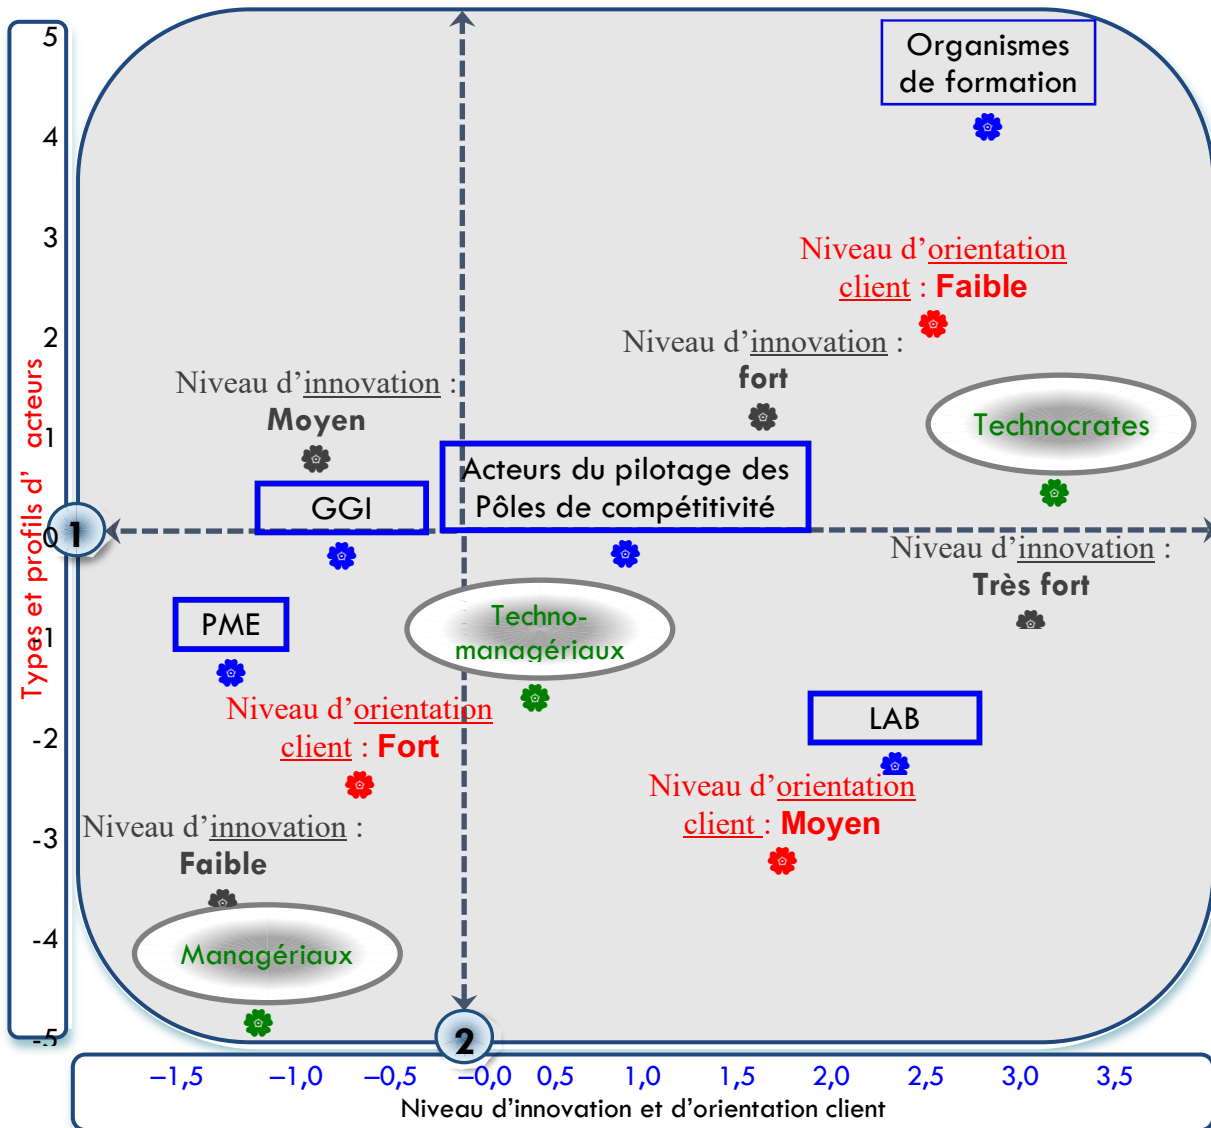 5
4
3
2
1
0
-1
-2
-3
-4
-5
Types et profils d’ acteurs
Organismes
de formation
Niveau d’orientation
client : Faible
Niveau d’innovation :
fort
Niveau d’innovation :
Moyen
Technocrates
Acteurs du pilotage des
Pôles de compétitivité
GGI
1
Niveau d’innovation :
Très fort
Techno-
managériaux
PME
Niveau d’orientation
client : Fort
LAB
Niveau d’orientation
client : Moyen
Niveau d’innovation :
Faible
Managériaux
2
–1,5 –1,0 –0,5 –0,0 0,5 1,0 1,5 2,0 2,5 3,0 3,5
Niveau d’innovation et d’orientation client